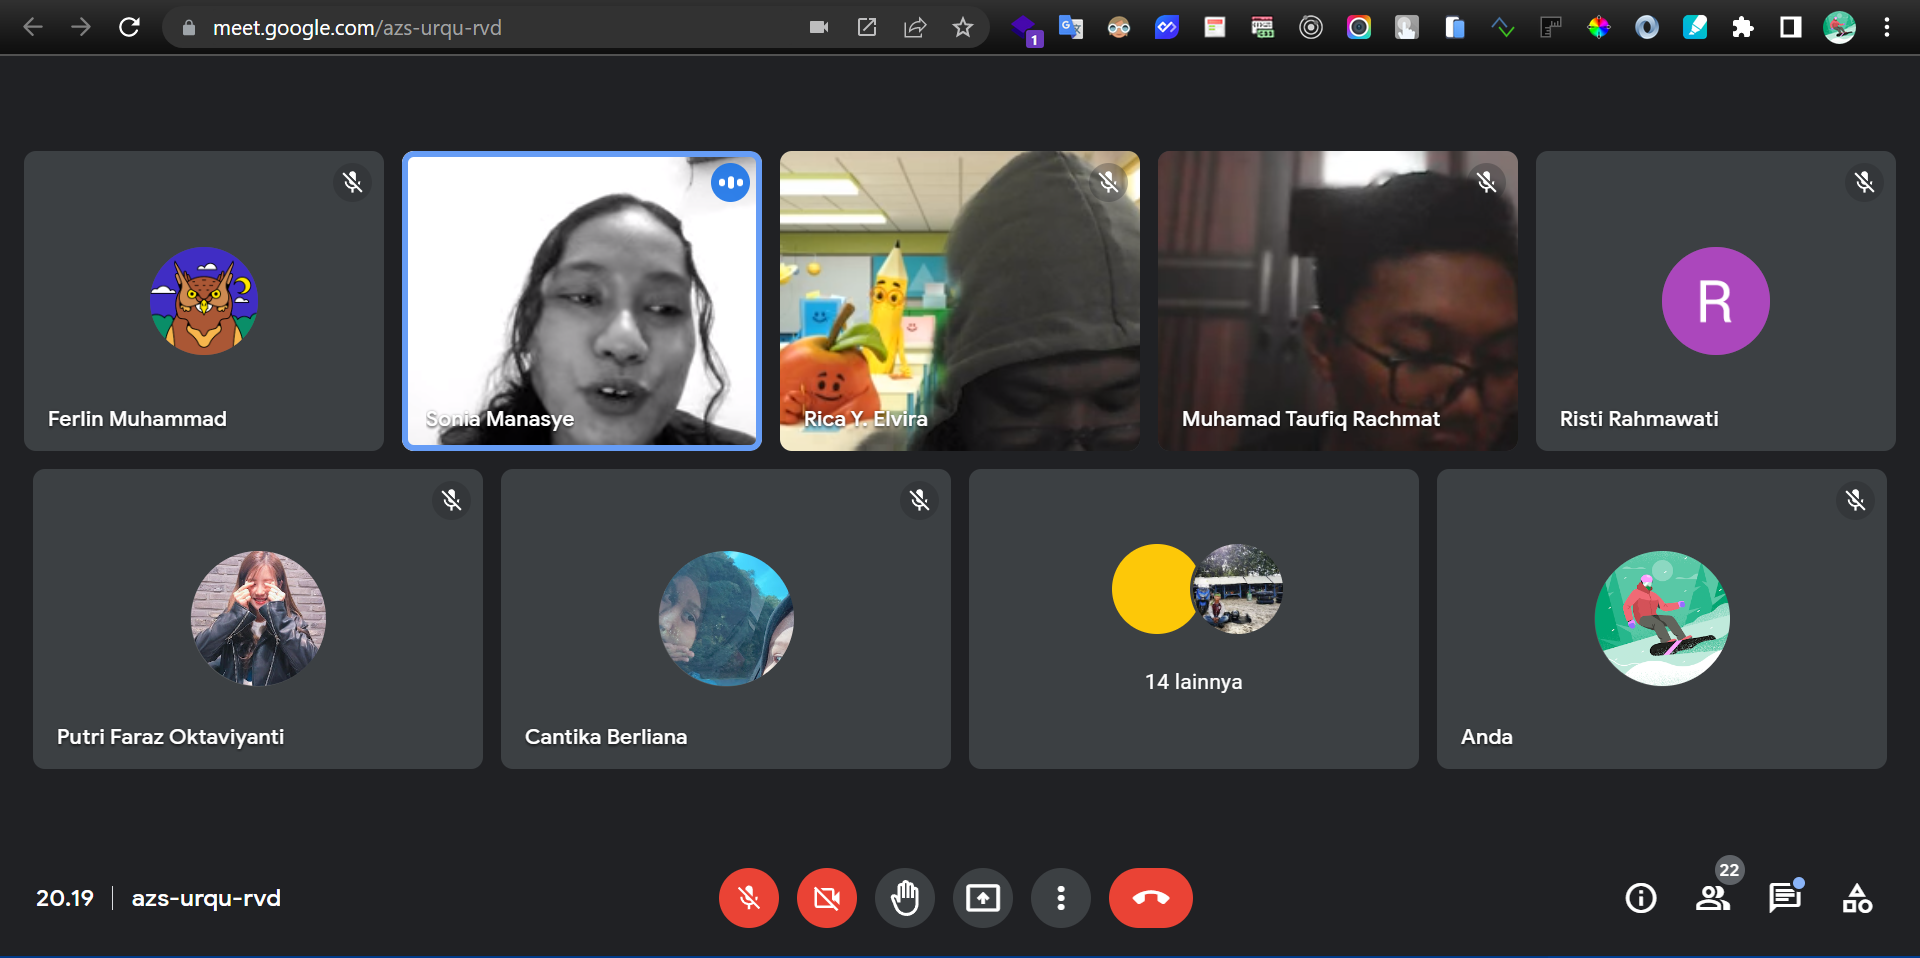 meet.google.com/azs-urqu-rvd
1
Ferlin Muhammad
Sonia Manasye
Rica Y. Elvira
Muhamad Taufiq Rachmat
R
Risti Rahmawati
Putri Faraz Oktaviyanti
Cantika Berliana
14 lainnya
Anda
20.19
azs-urqu-rvd
22